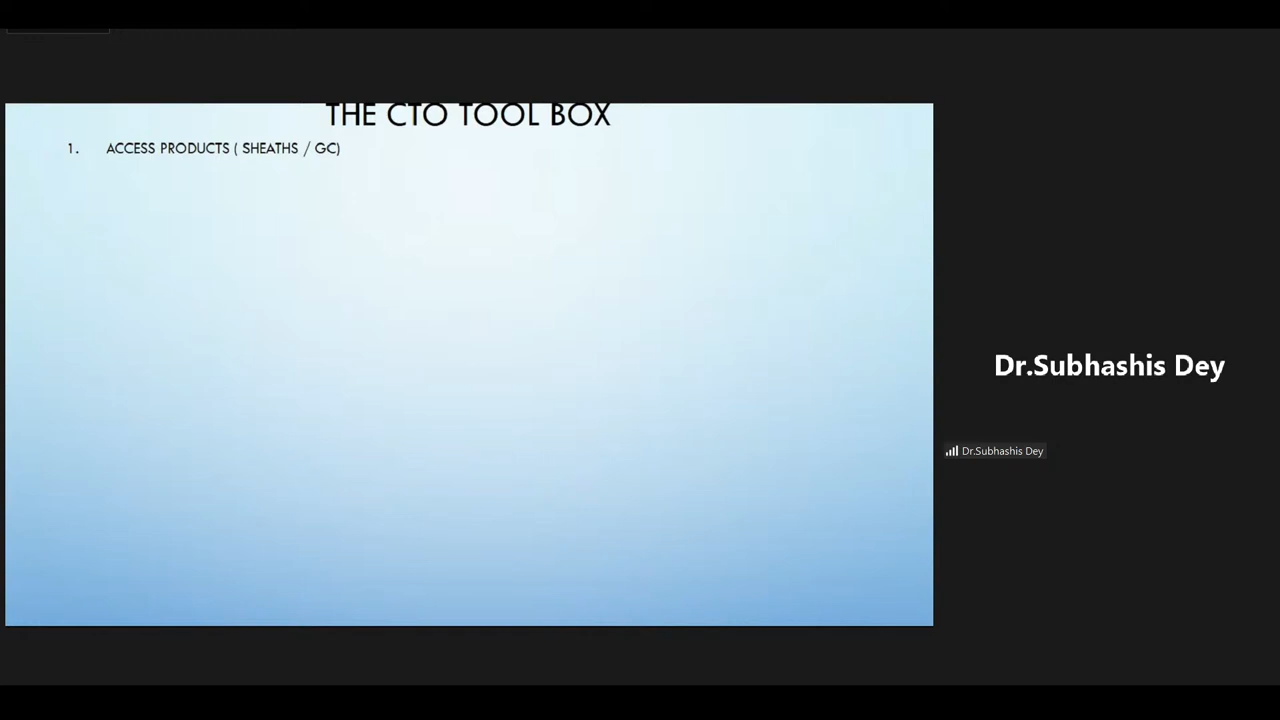 THE CTO TOOL BOX
1. ACCESS PRODUCTS ( SHEATHS / GC)
Dr.Subhashis Dey
Dr.Subhashis Dey